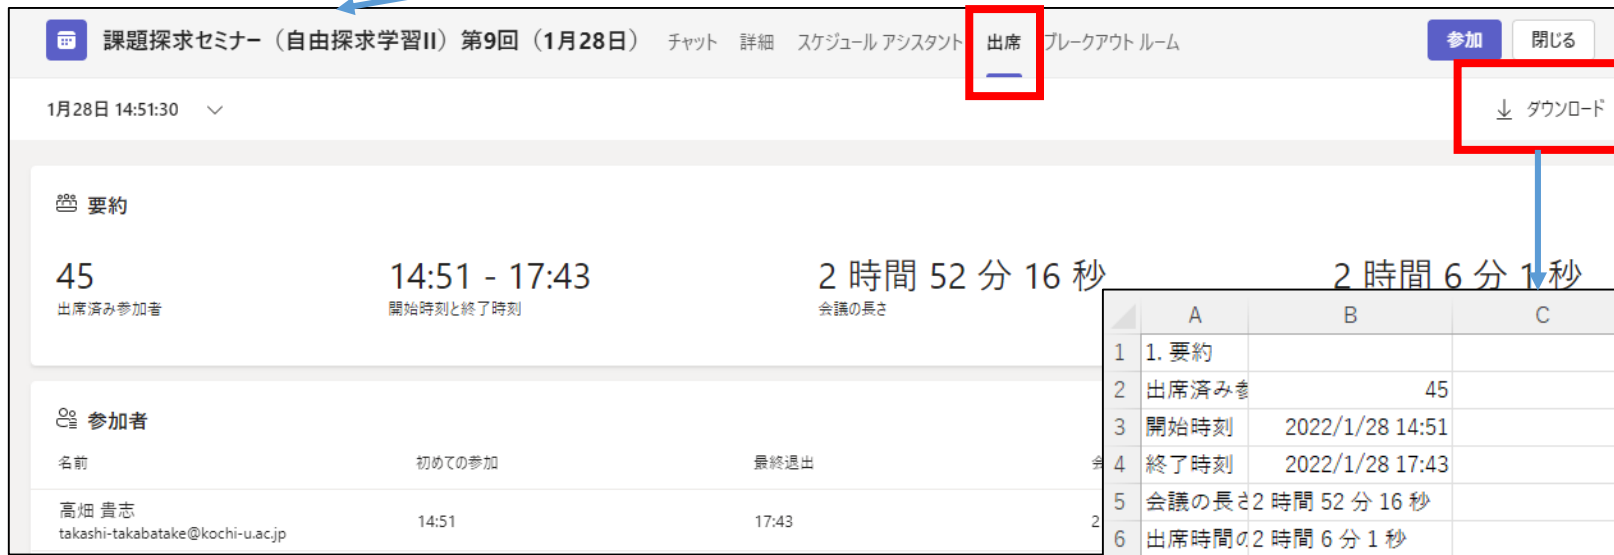 課題探求セミナー（自由探求学習II）第9回（1月28日） チャット 詳細 スケジュール アシスタント 出席 ブレークアウト ルーム 参加 閉じる
1月28日 14:51:30 ダウンロード
要約
45 14:51 - 17:43 2 時間 52 分 16 秒 2 時間 6 分 1 秒
出席済み参加者 開始時刻と終了時刻 会議の長さ
参加者
名前 初めての参加 最終退出 会
高畑 貴志 14:51 17:43 2
takashi-takabatake@kochi-u.ac.jp
A B C
1 1. 要約
2 出席済み参 45
3 開始時刻 2022/1/28 14:51
4 終了時刻 2022/1/28 17:43
5 会議の長さ 2 時間 52 分 16 秒
6 出席時間の 2 時間 6 分 1 秒